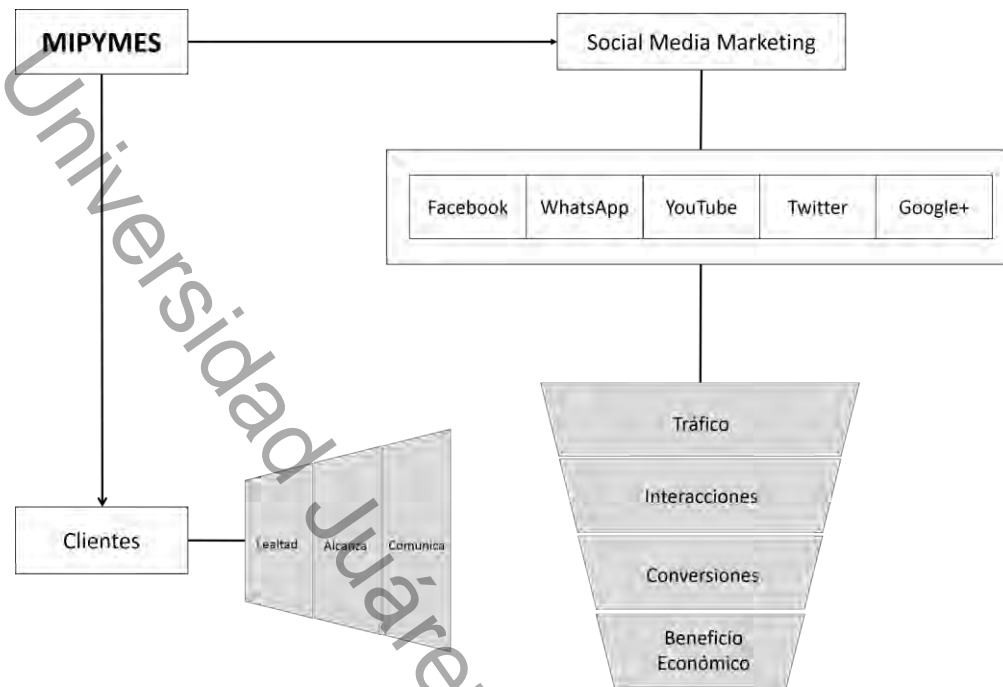 MIPYMES
Social Media Marketing
Facebook WhatsApp YouTube Twitter Google+
Tráfico
Interacciones
Conversiones
Beneficio
Económico
Clientes
Lealtad Alcanza Comunica
Universidad Juárez